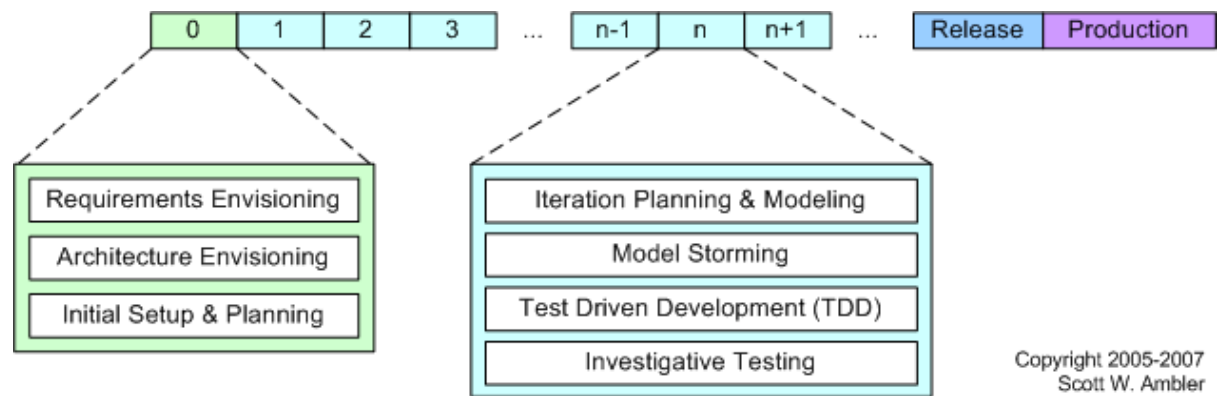 0 1 2 3 ... n-1 n n+1 ... Release Production
Requirements Envisioning
Architecture Envisioning
Initial Setup & Planning
Iteration Planning & Modeling
Model Storming
Test Driven Development (TDD)
Investigative Testing
Copyright 2005-2007
Scott W. Ambler